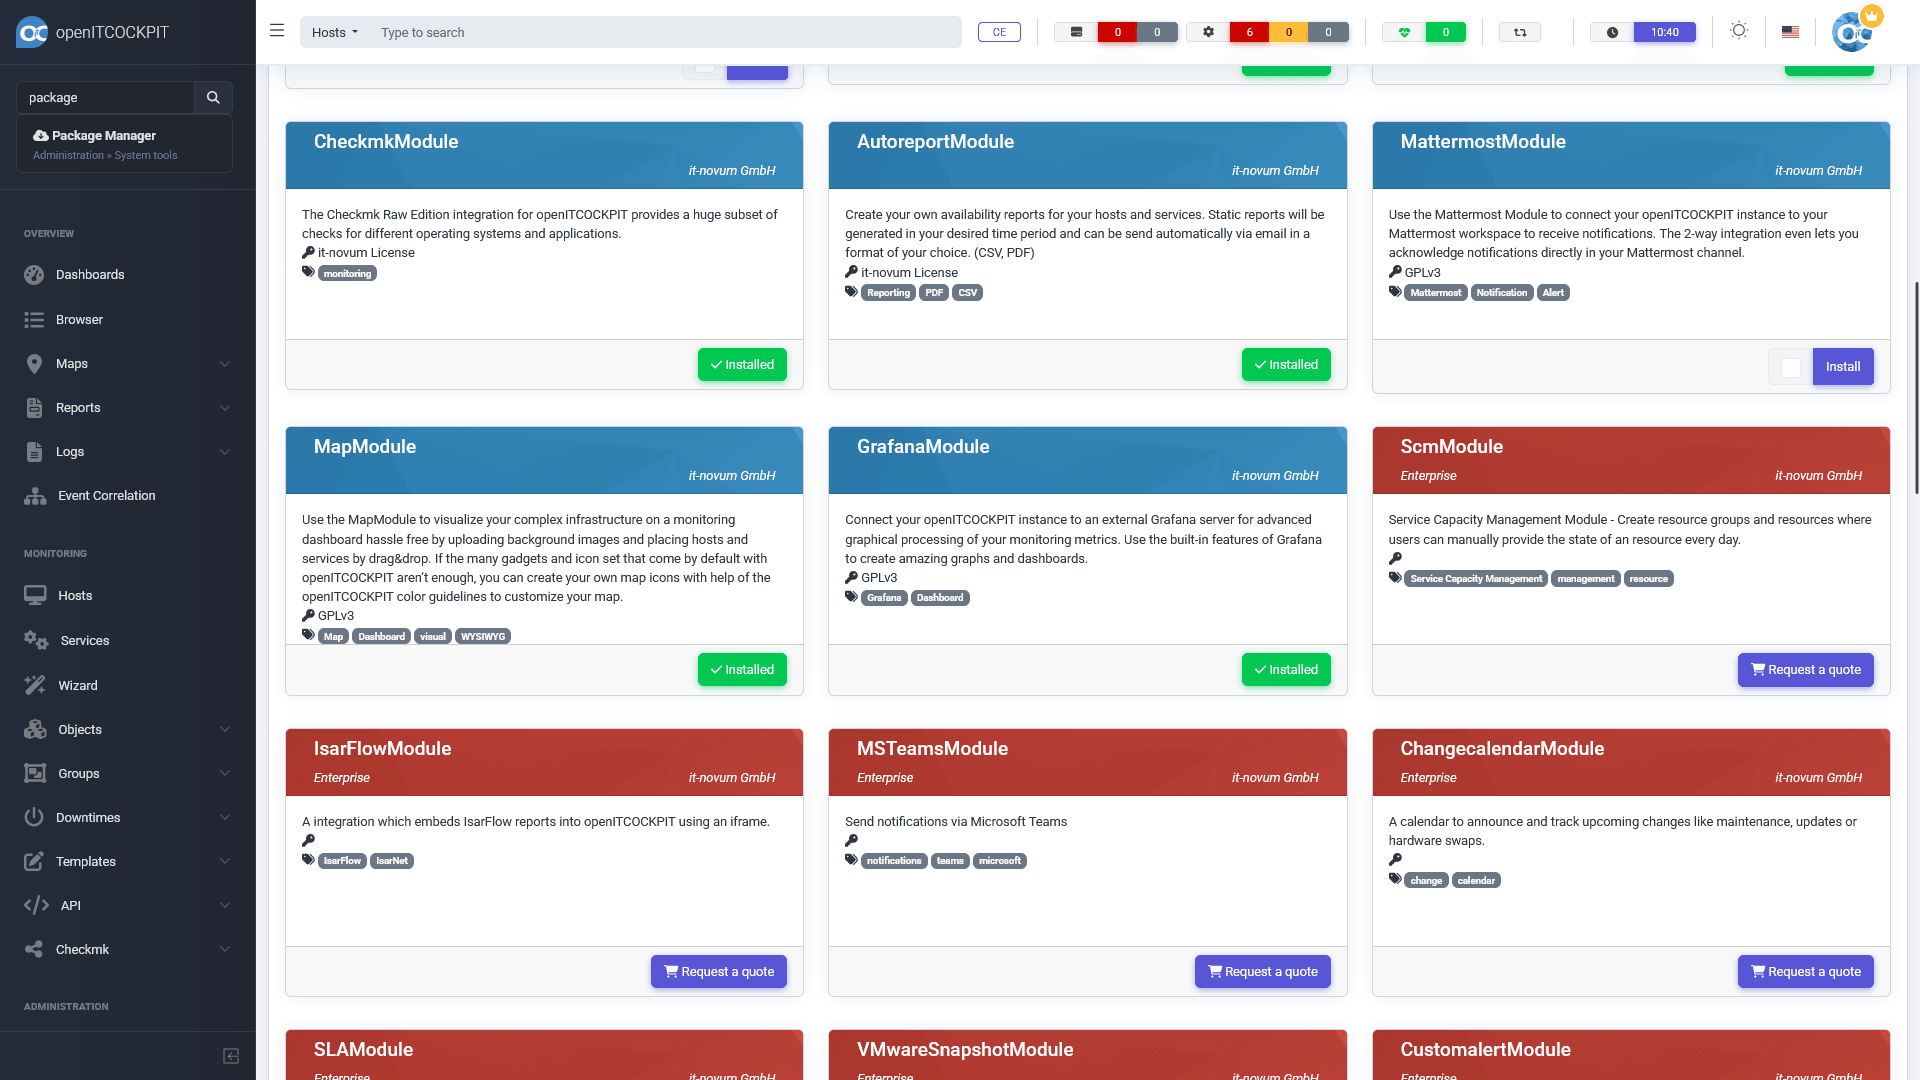 openITCOCKPIT
Hosts Type to search
CE
0 0
6 0 0
0
10:40
package
Package Manager
Administration » System tools
OVERVIEW
Dashboards
Browser
Maps
Reports
Logs
Event Correlation
MONITORING
Hosts
Services
Wizard
Objects
Groups
Downtimes
Templates
API
Checkmk
ADMINISTRATION
CheckmkModule
it-novum GmbH
The Checkmk Raw Edition integration for openITCOCKPIT provides a huge subset of
checks for different operating systems and applications.
it-novum License
monitoring
Installed
AutoreportModule
it-novum GmbH
Create your own availability reports for your hosts and services. Static reports will be
generated in your desired time period and can be send automatically via email in a
format of your choice. (CSV, PDF)
it-novum License
Reporting PDF CSV
Installed
MattermostModule
it-novum GmbH
Use the Mattermost Module to connect your openITCOCKPIT instance to your
Mattermost workspace to receive notifications. The 2-way integration even lets you
acknowledge notifications directly in your Mattermost channel.
GPLv3
Mattermost Notification Alert
Install
MapModule
it-novum GmbH
Use the MapModule to visualize your complex infrastructure on a monitoring
dashboard hassle free by uploading background images and placing hosts and
services by drag&drop. If the many gadgets and icon set that come by default with
openITCOCKPIT aren't enough, you can create your own map icons with help of the
openITCOCKPIT color guidelines to customize your map.
GPLv3
Map Dashboard visual WYSIWYG
Installed
GrafanaModule
it-novum GmbH
Connect your openITCOCKPIT instance to an external Grafana server for advanced
graphical processing of your monitoring metrics. Use the built-in features of Grafana
to create amazing graphs and dashboards.
GPLv3
Grafana Dashboard
Installed
ScmModule
Enterprise it-novum GmbH
Service Capacity Management Module - Create resource groups and resources where
users can manually provide the state of an resource every day.
Service Capacity Management management resource
Request a quote
IsarFlowModule
Enterprise it-novum GmbH
A integration which embeds IsarFlow reports into openITCOCKPIT using an iframe.
IsarFlow IsarNet
Request a quote
MSTeamsModule
Enterprise it-novum GmbH
Send notifications via Microsoft Teams
notifications teams microsoft
Request a quote
ChangecalendarModule
Enterprise it-novum GmbH
A calendar to announce and track upcoming changes like maintenance, updates or
hardware swaps.
change calendar
Request a quote
SLAModule
Enterprise it-novum GmbH
VMwareSnapshotModule
Enterprise it-novum GmbH
CustomalertModule
Enterprise it-novum GmbH